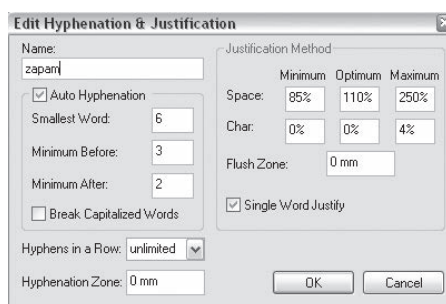 Edit Hyphenation & Justification
Name:
zapam
Auto Hyphenation
Smallest Word: 6
Minimum Before: 3
Minimum After: 2
Break Capitalized Words
Hyphens in a Row: unlimited
Hyphenation Zone: 0 mm
Justification Method
Minimum Optimum Maximum
Space: 85% 110% 250%
Char: 0% 0% 4%
Flush Zone: 0 mm
Single Word Justify
OK Cancel